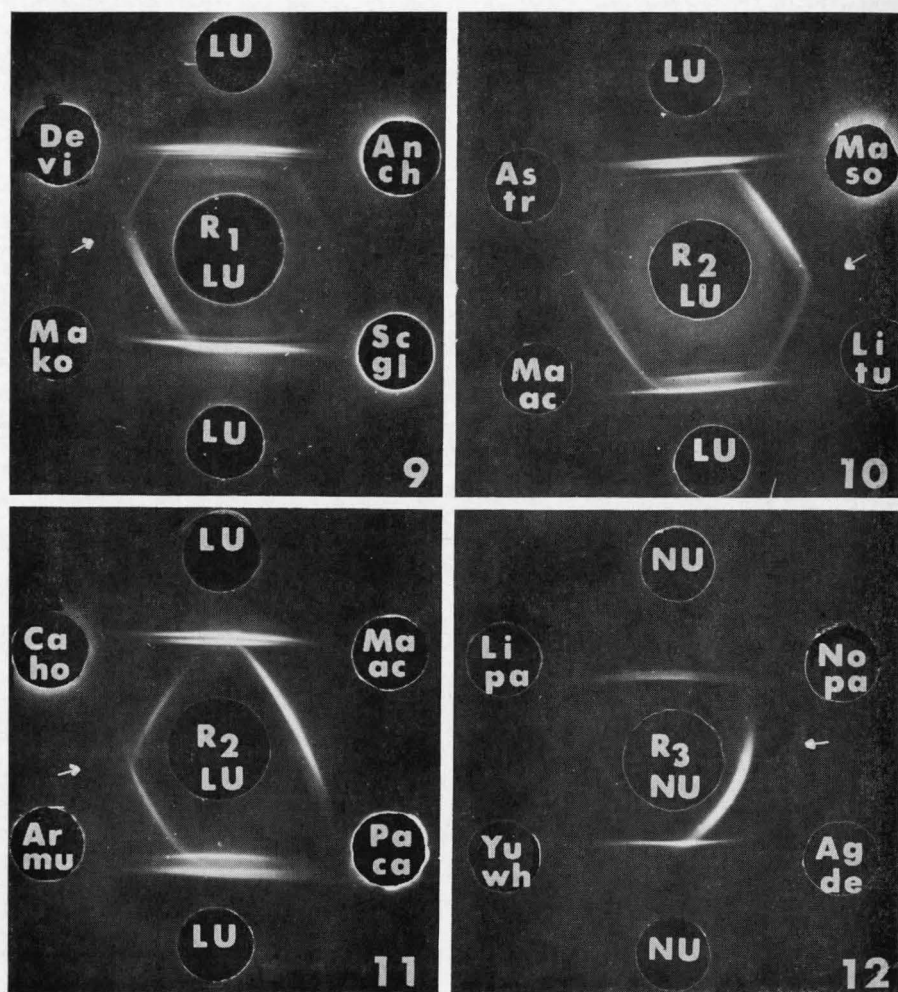 LU
De
vi
An
ch
R1
LU
Ma
ko
Sc
gl
LU
9
LU
As
tr
Ma
so
R2
LU
Ma
ac
Li
tu
LU
10
LU
Ca
ho
Ma
ac
R2
LU
Ar
mu
Pa
ca
LU
11
NU
Li
pa
No
pa
R3
NU
Yu
wh
Ag
de
NU
12